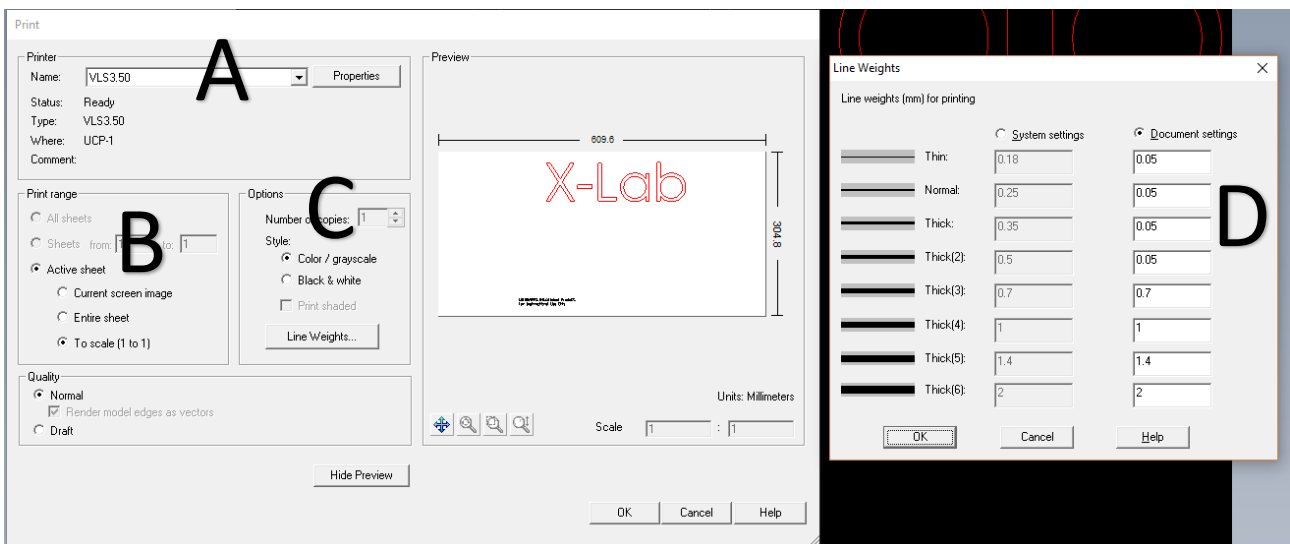 Print
Printer
A
Name: VLS3.50 Properties
Status: Ready
Type: VLS3.50
Where: UCP-1
Comment:
Print range
B
All sheets
Sheets from: 1 to: 1
Active sheet
Current screen image
Entire sheet
To scale (1 to 1)
Options
C
Number of copies: 1
Style:
Color / grayscale
Black & white
Print shaded
Line Weights...
Quality
Normal
Render model edges as vectors
Draft
Preview
609.6
X-Lab
304.8
Units: Millimeters
Scale 1 : 1
Hide Preview
OK Cancel Help
Line Weights
Line weights (mm) for printing
System settings Document settings
D
Thin: 0.18 0.05
Normal: 0.25 0.05
Thick: 0.35 0.05
Thick(2): 0.5 0.05
Thick(3): 0.7 0.7
Thick(4): 1 1
Thick(5): 1.4 1.4
Thick(6): 2 2
OK Cancel Help